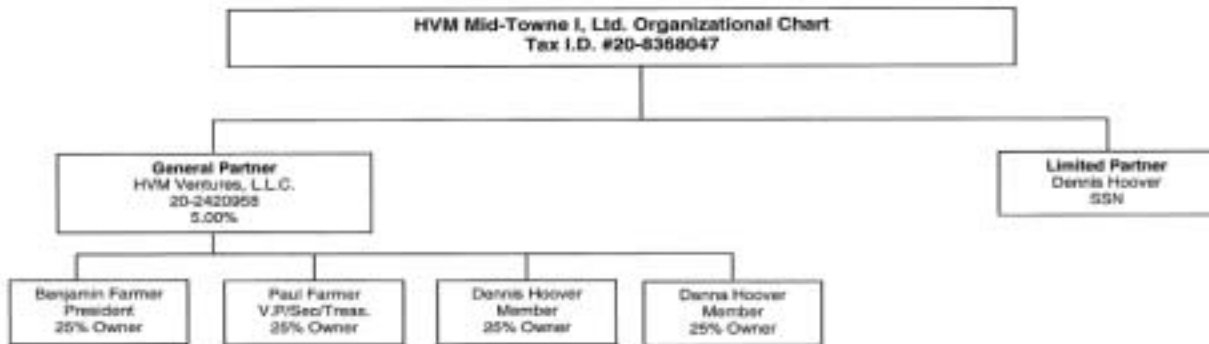 HVM Mid-Towne I, Ltd. Organizational Chart
Tax I.D. #20-8368047
General Partner
HVM Ventures, L.L.C.
20-2420958
5.00%
Limited Partner
Dennis Hoover
SSN
Benjamin Farmer
President
25% Owner
Paul Farmer
V.P/Sec/Treas.
25% Owner
Dennis Hoover
Member
25% Owner
Danna Hoover
Member
25% Owner